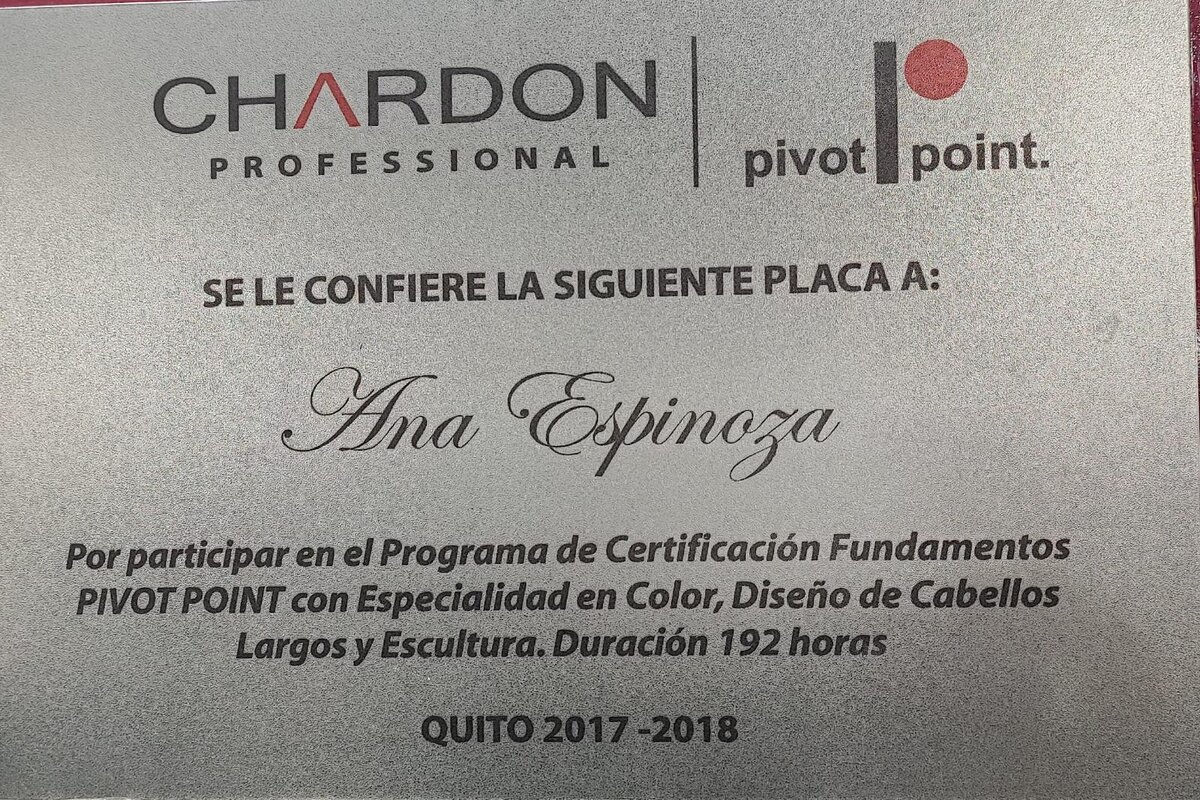 CHARDON
PROFESSIONAL
pivot point.
SE LE CONFIERE LA SIGUIENTE PLACA A:
Ana Espinoza
Por participar en el Programa de Certificación Fundamentos
PIVOT POINT con Especialidad en Color, Diseño de Cabellos
Largos y Escultura. Duración 192 horas
QUITO 2017 -2018